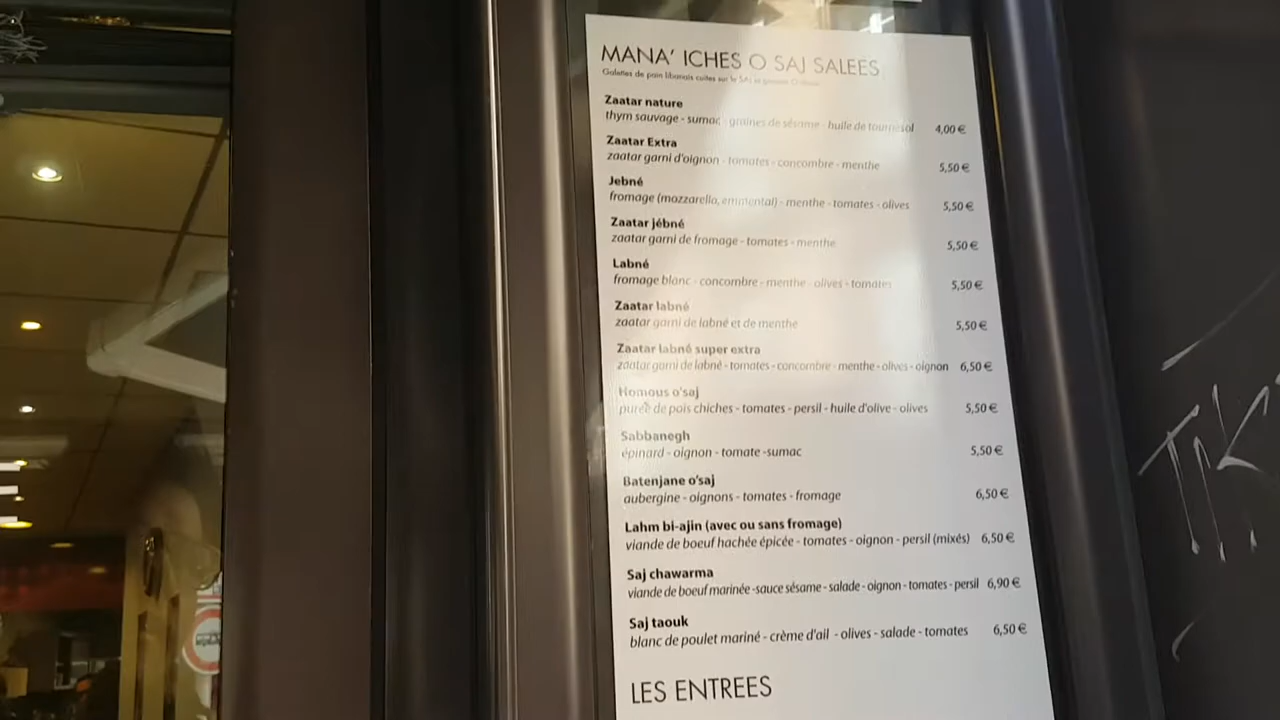 MANA' ICHES O SAJ SALEES
Galettes de pain libanais cuites sur le SAJ
Zaatar nature
thym sauvage - sumac - graines de sésame - huile de tournesol 4,00 €
Zaatar Extra
zaatar garni d'oignon - tomates - concombre - menthe 5,50 €
Jebné
fromage (mozzarella, emmental) - menthe - tomates - olives 5,50 €
Zaatar jébné
zaatar garni de fromage - tomates - menthe 5,50 €
Labné
fromage blanc - concombre - menthe - olives - tomates 5,50 €
Zaatar labné
zaatar garni de labné et de menthe 5,50 €
Zaatar labné super extra
zaatar garni de labné - tomates - concombre - menthe - olives - oignon 6,50 €
Homous o'saj
purée de pois chiches - tomates - persil - huile d'olive - olives 5,50 €
Sabbanegh
épinard - oignon - tomate -sumac 5,50 €
Batenjane o'saj
aubergine - oignons - tomates - fromage 6,50 €
Lahm bi-ajin (avec ou sans fromage)
viande de boeuf hachée épicée - tomates - oignon - persil (mixés) 6,50 €
Saj chawarma
viande de boeuf marinée -sauce sésame - salade - oignon - tomates - persil 6,90 €
Saj taouk
blanc de poulet mariné - crème d'ail - olives - salade - tomates 6,50 €
LES ENTREES